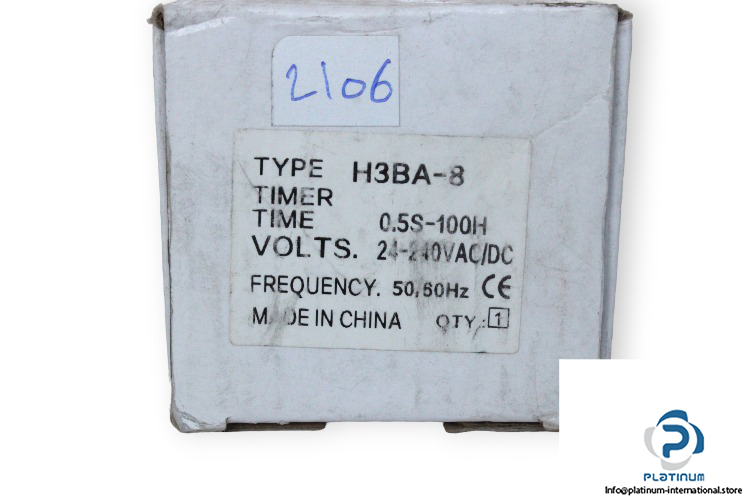 2106
TYPE H3BA-8
TIMER
TIME 0.5S-100H
VOLTS. 24-240VAC/DC
FREQUENCY. 50,60Hz CE
MADE IN CHINA QTY.: 1
PLATINUM
Info@platinum-international.store